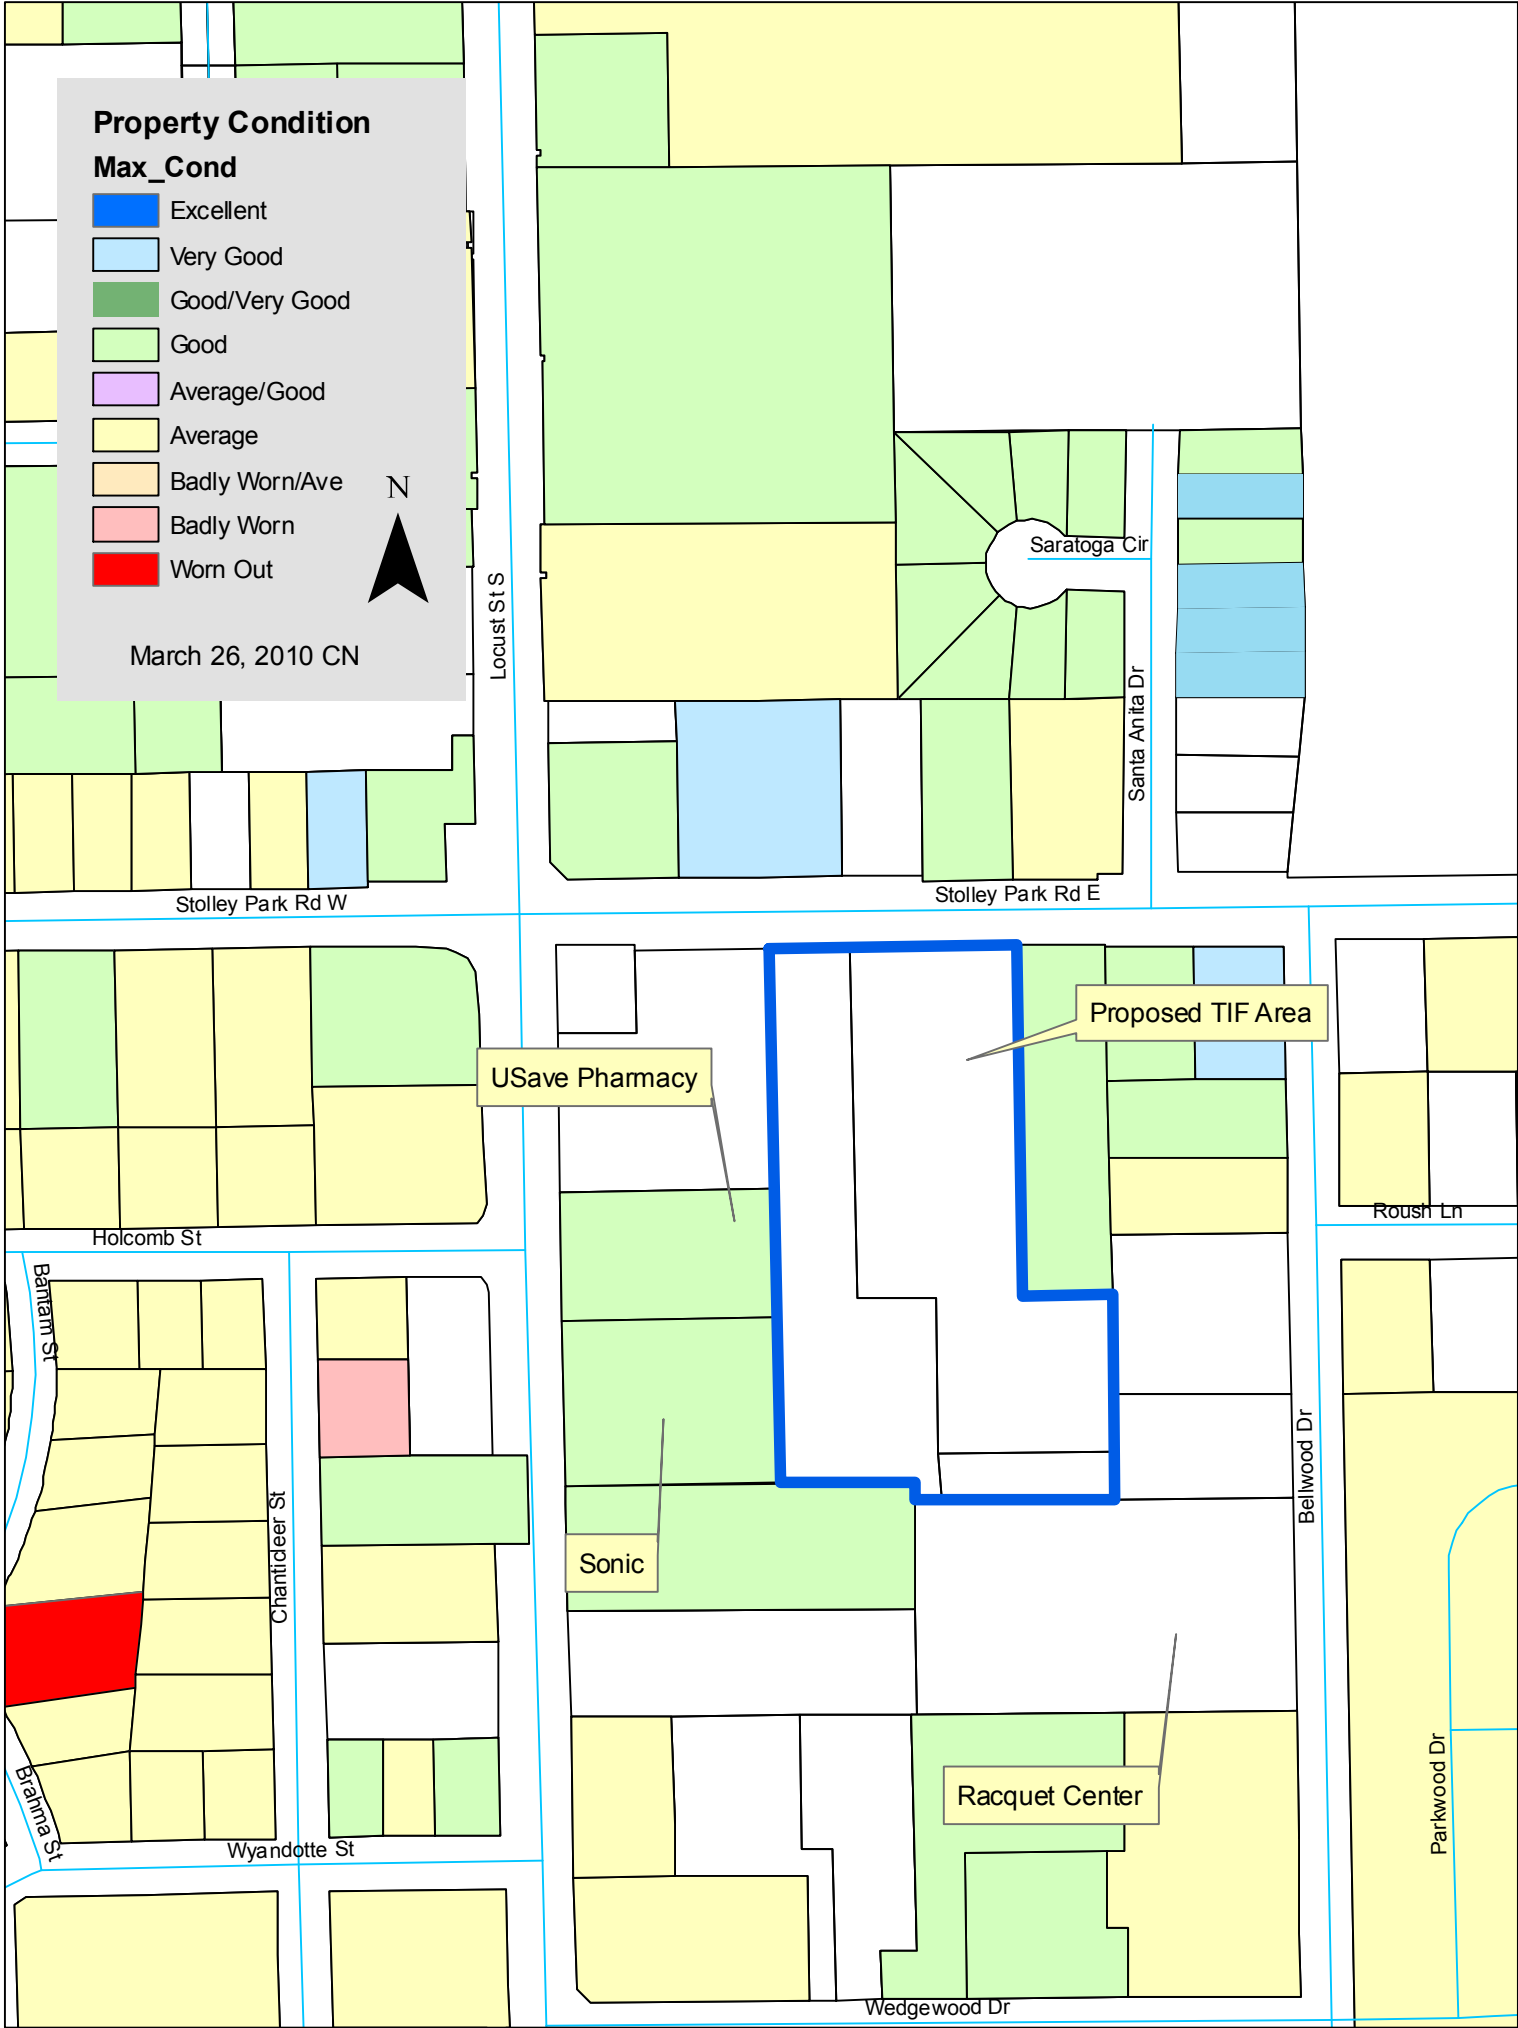 Property Condition
Max_Cond
Excellent
Very Good
Good/Very Good
Good
Average/Good
Average
Badly Worn/Ave
Badly Worn
Worn Out
N
March 26, 2010 CN
Locust St S
Saratoga Cir
Santa Anita Dr
Stolley Park Rd W
Stolley Park Rd E
Proposed TIF Area
USave Pharmacy
Roush Ln
Holcomb St
Bantam St
Chantideer St
Bellwood Dr
Sonic
Racquet Center
Parkwood Dr
Brahma St
Wyandotte St
Wedgewood Dr